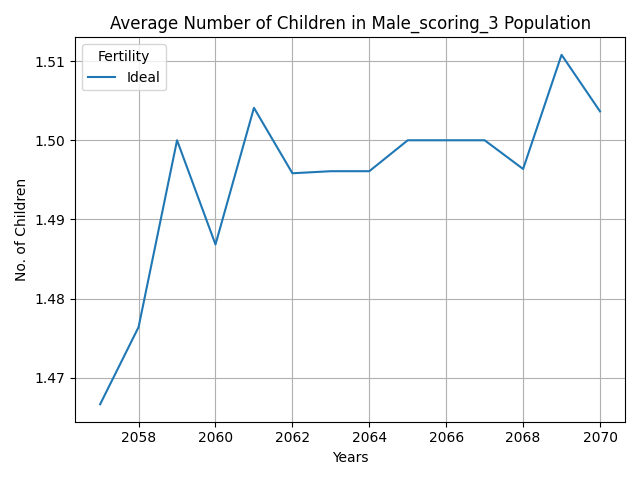 Average Number of Children in Male_scoring_3 Population
Fertility
Ideal
1.51
1.50
1.49
1.48
1.47
No. of Children
2058 2060 2062 2064 2066 2068 2070
Years